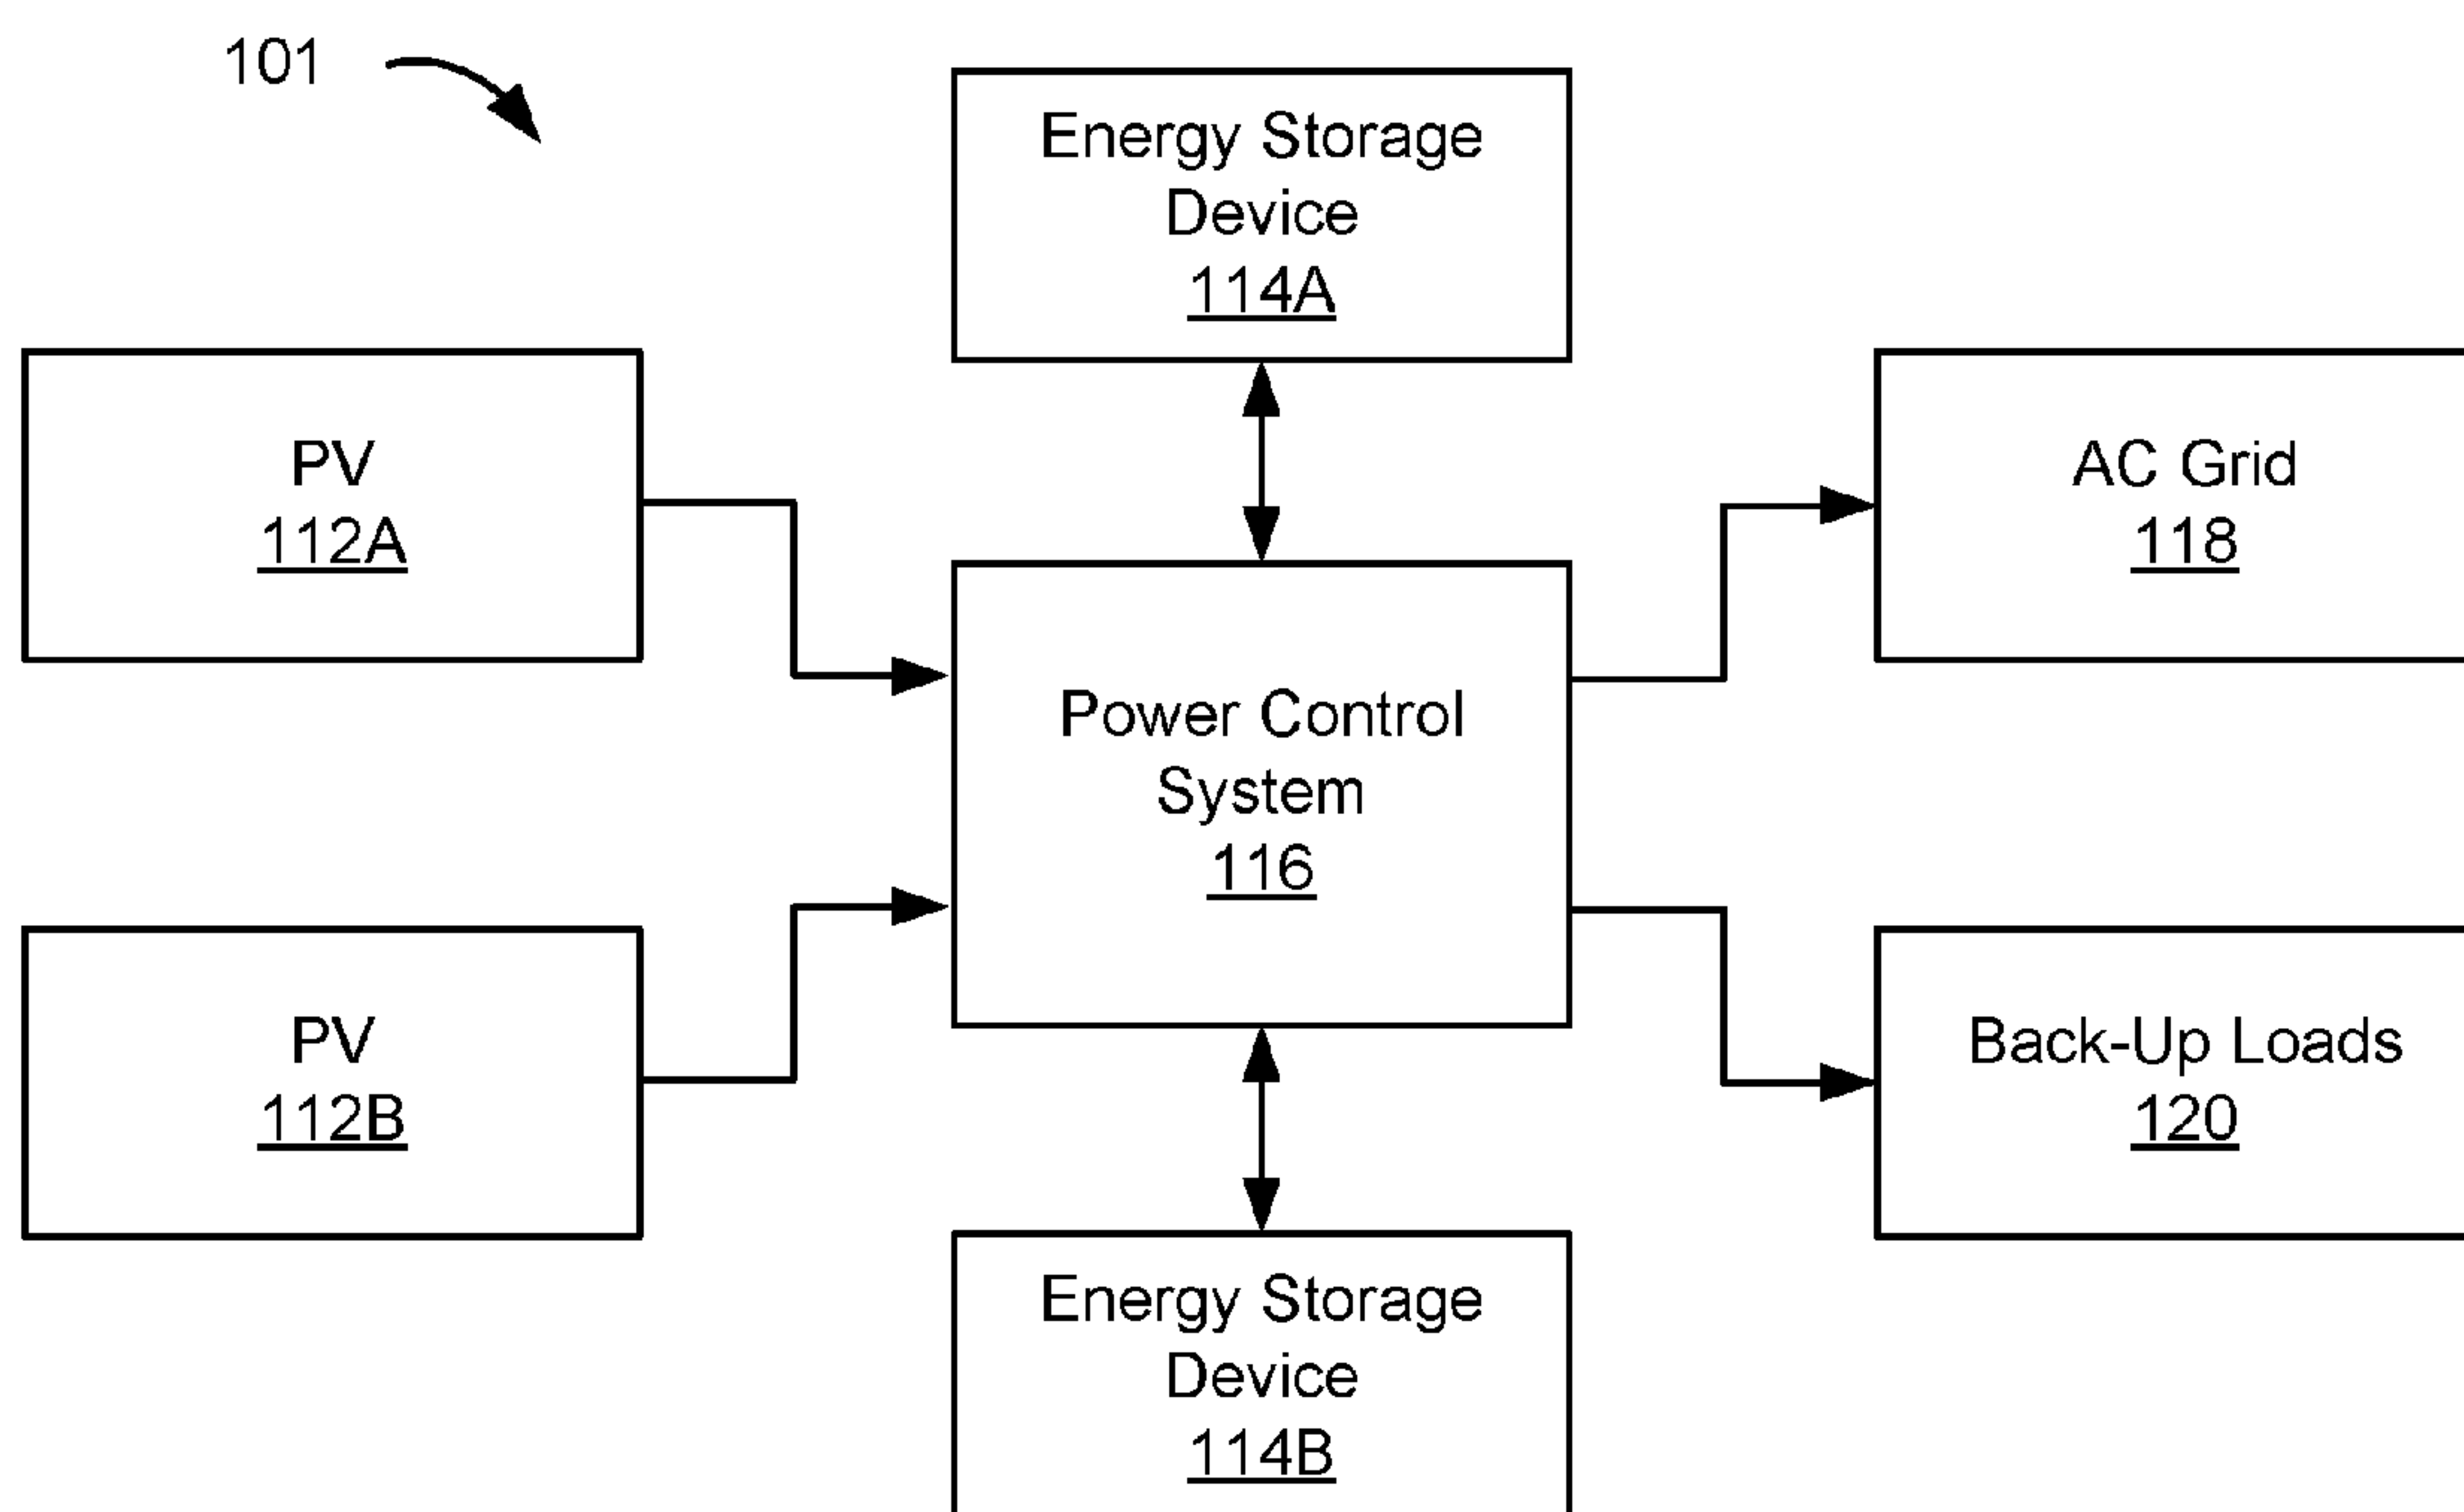 101
Energy Storage
Device
114A
PV
112A
AC Grid
118
Power Control
System
116
PV
112B
Back-Up Loads
120
Energy Storage
Device
114B